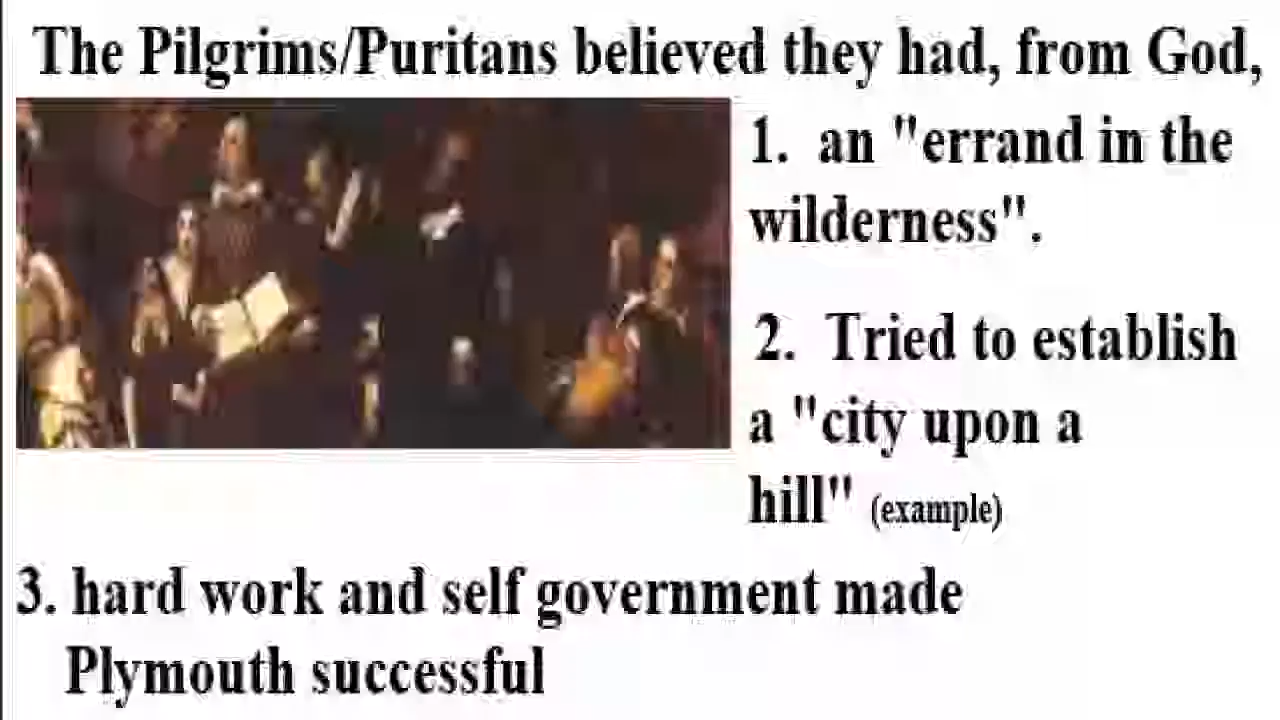 The Pilgrims/Puritans believed they had, from God,
1. an "errand in the
wilderness".
2. Tried to establish
a "city upon a
hill" (example)
3. hard work and self government made
Plymouth successful